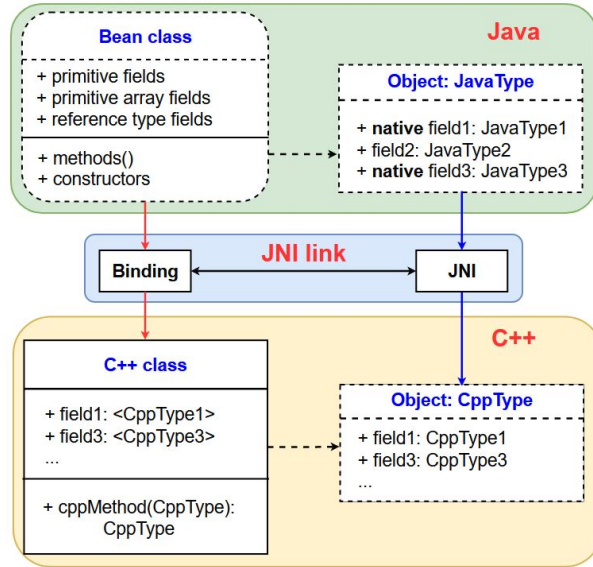 Java
Bean class
+ primitive fields
+ primitive array fields
+ reference type fields
+ methods()
+ constructors
Object: JavaType
+ native field1: JavaType1
+ field2: JavaType2
+ native field3: JavaType3
JNI link
Binding
JNI
C++
C++ class
+ field1: <CppType1>
+ field3: <CppType3>
...
+ cppMethod(CppType):
CppType
Object: CppType
+ field1: CppType1
+ field3: CppType3
...